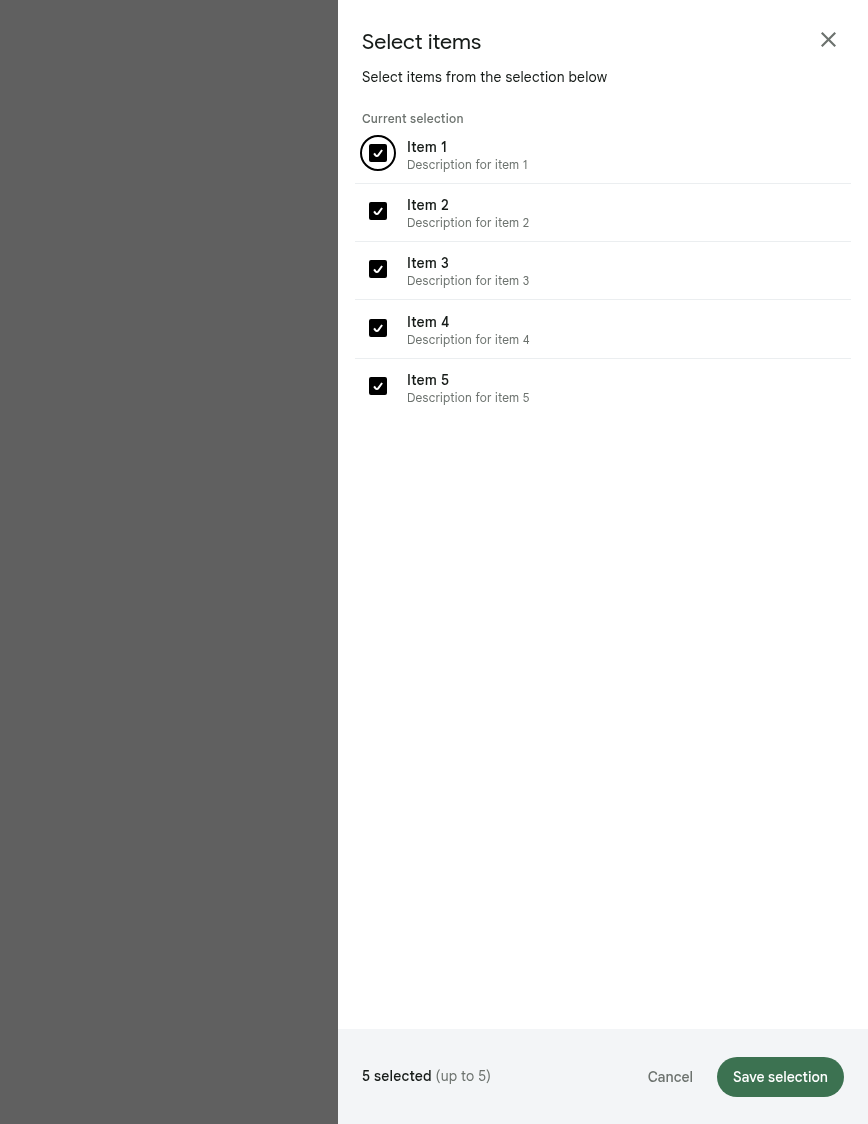 Select items
Select items from the selection below
Current selection
Item 1
Description for item 1
Item 2
Description for item 2
Item 3
Description for item 3
Item 4
Description for item 4
Item 5
Description for item 5
5 selected (up to 5)
Cancel
Save selection